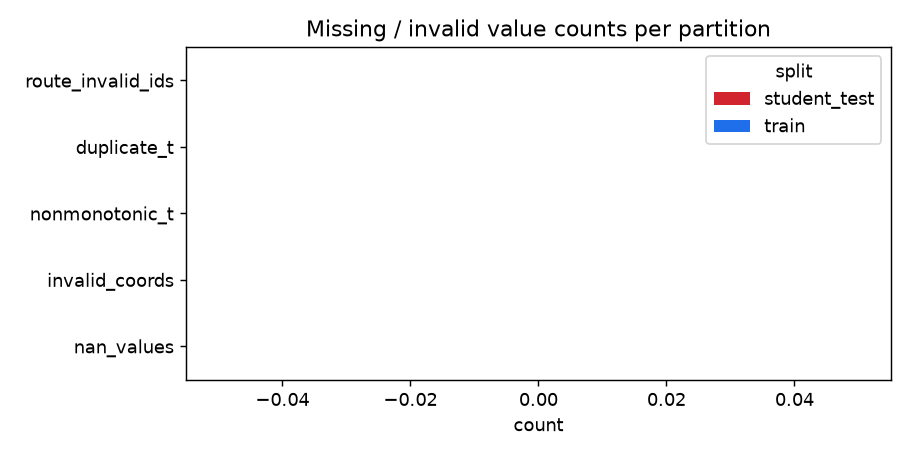 Missing / invalid value counts per partition
split
student_test
train
route_invalid_ids
duplicate_t
nonmonotonic_t
invalid_coords
nan_values
−0.04 −0.02 0.00 0.02 0.04
count